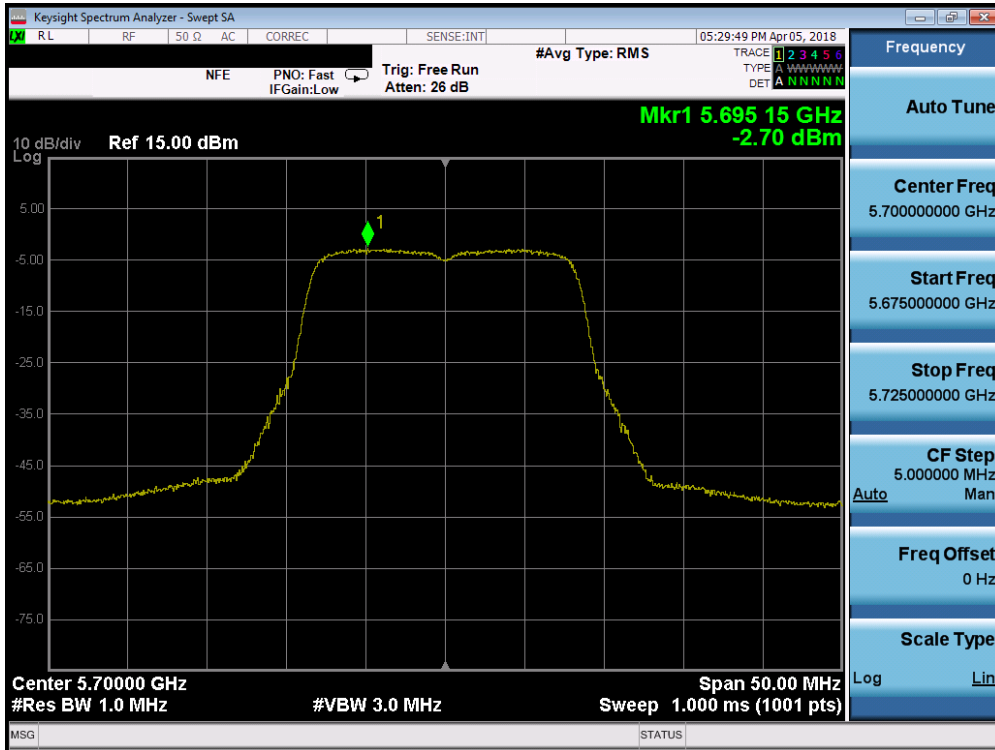 Keysight Spectrum Analyzer - Swept SA
LXI RL RF 50 Ω AC CORREC SENSE:INT 05:29:49 PM Apr 05, 2018
#Avg Type: RMS
TRACE 1 2 3 4 5 6
TYPE A WWWWW
DET A N N N N N
NFE PNO: Fast Trig: Free Run
IFGain:Low Atten: 26 dB
Mkr1 5.695 15 GHz
-2.70 dBm
10 dB/div Ref 15.00 dBm
Log
5.00
-5.00
-15.0
-25.0
-35.0
-45.0
-55.0
-65.0
-75.0
1
Center 5.70000 GHz Span 50.00 MHz
#Res BW 1.0 MHz #VBW 3.0 MHz Sweep 1.000 ms (1001 pts)
MSG STATUS
Frequency
Auto Tune
Center Freq
5.700000000 GHz
Start Freq
5.675000000 GHz
Stop Freq
5.725000000 GHz
CF Step
5.000000 MHz
Auto Man
Freq Offset
0 Hz
Scale Type
Log Lin